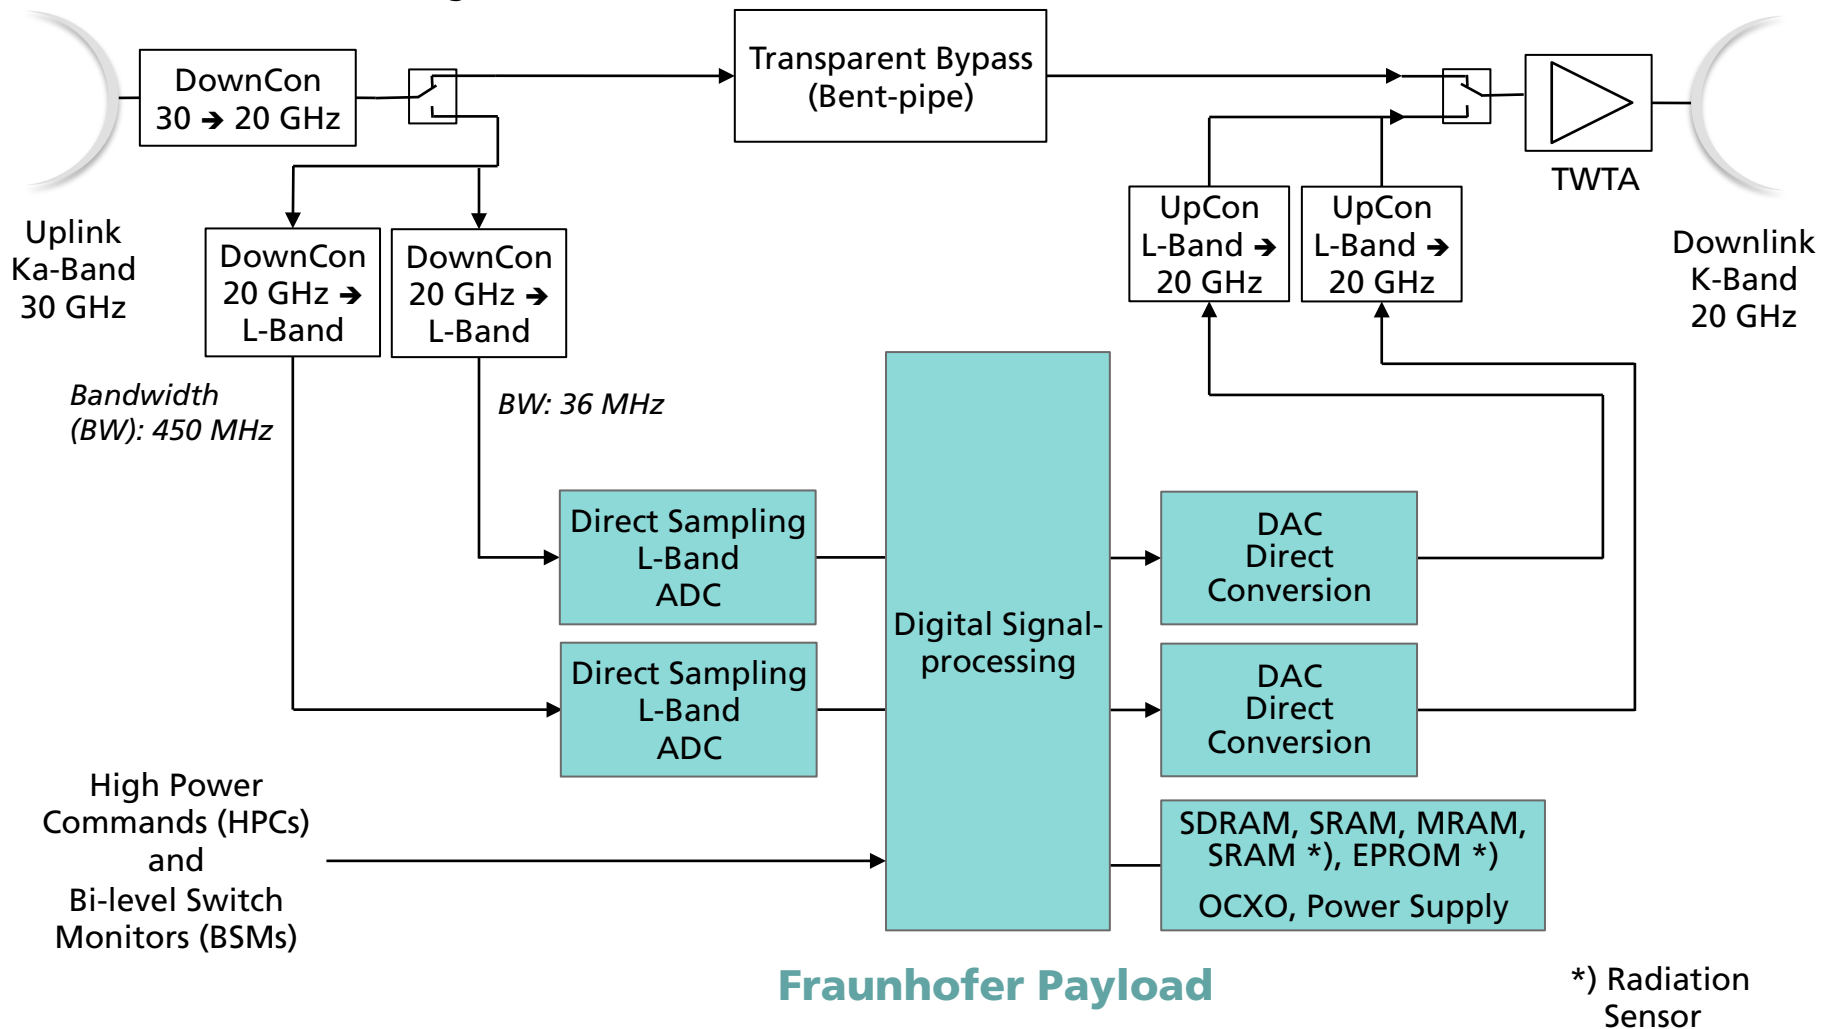 DownCon
30 ➔ 20 GHz
Transparent Bypass
(Bent-pipe)
TWTA
Uplink
Ka-Band
30 GHz
DownCon
20 GHz ➔
L-Band
DownCon
20 GHz ➔
L-Band
UpCon
L-Band ➔
20 GHz
UpCon
L-Band ➔
20 GHz
Downlink
K-Band
20 GHz
Bandwidth
(BW): 450 MHz
BW: 36 MHz
Direct Sampling
L-Band
ADC
Direct Sampling
L-Band
ADC
Digital Signal-
processing
DAC
Direct
Conversion
DAC
Direct
Conversion
High Power
Commands (HPCs)
and
Bi-level Switch
Monitors (BSMs)
SDRAM, SRAM, MRAM,
SRAM *), EPROM *)
OCXO, Power Supply
Fraunhofer Payload
*) Radiation
Sensor